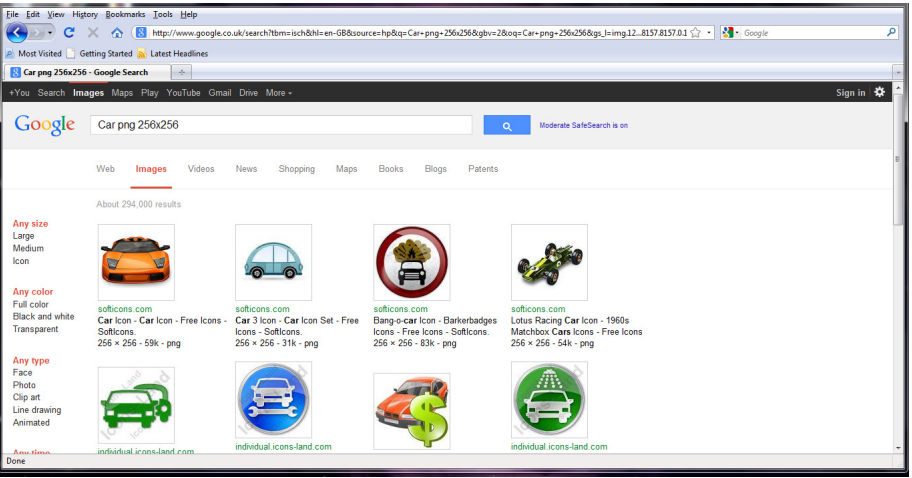 File Edit View History Bookmarks Tools Help
http://www.google.co.uk/search?tbm=isch&hl=en-GB&source=hp&q=Car+png+256x256&gbv=2&oq=Car+png+256x256&gs_l=img.12...8157.8157.0.1
Google
Most Visited Getting Started Latest Headlines
Car png 256x256 - Google Search
+You Search Images Maps Play YouTube Gmail Drive More
Sign in
Google
Car png 256x256
Moderate SafeSearch is on
Web Images Videos News Shopping Maps Books Blogs Patents
About 294,000 results
Any size
Large
Medium
Icon
Any color
Full color
Black and white
Transparent
Any type
Face
Photo
Clip art
Line drawing
Animated
Any time
softicons.com
Car Icon - Car Icon - Free Icons -
SoftIcons.
256 × 256 - 59k - png
softicons.com
Car 3 Icon - Car Icon Set - Free
Icons - SoftIcons.
256 × 256 - 31k - png
softicons.com
Bang-o-car Icon - Barkerbadges
Icons - Free Icons - SoftIcons.
256 × 256 - 83k - png
softicons.com
Lotus Racing Car Icon - 1960s
Matchbox Cars Icons - Free Icons
256 × 256 - 54k - png
individual.icons-land.com
individual.icons-land.com
individual.icons-land.com
Done